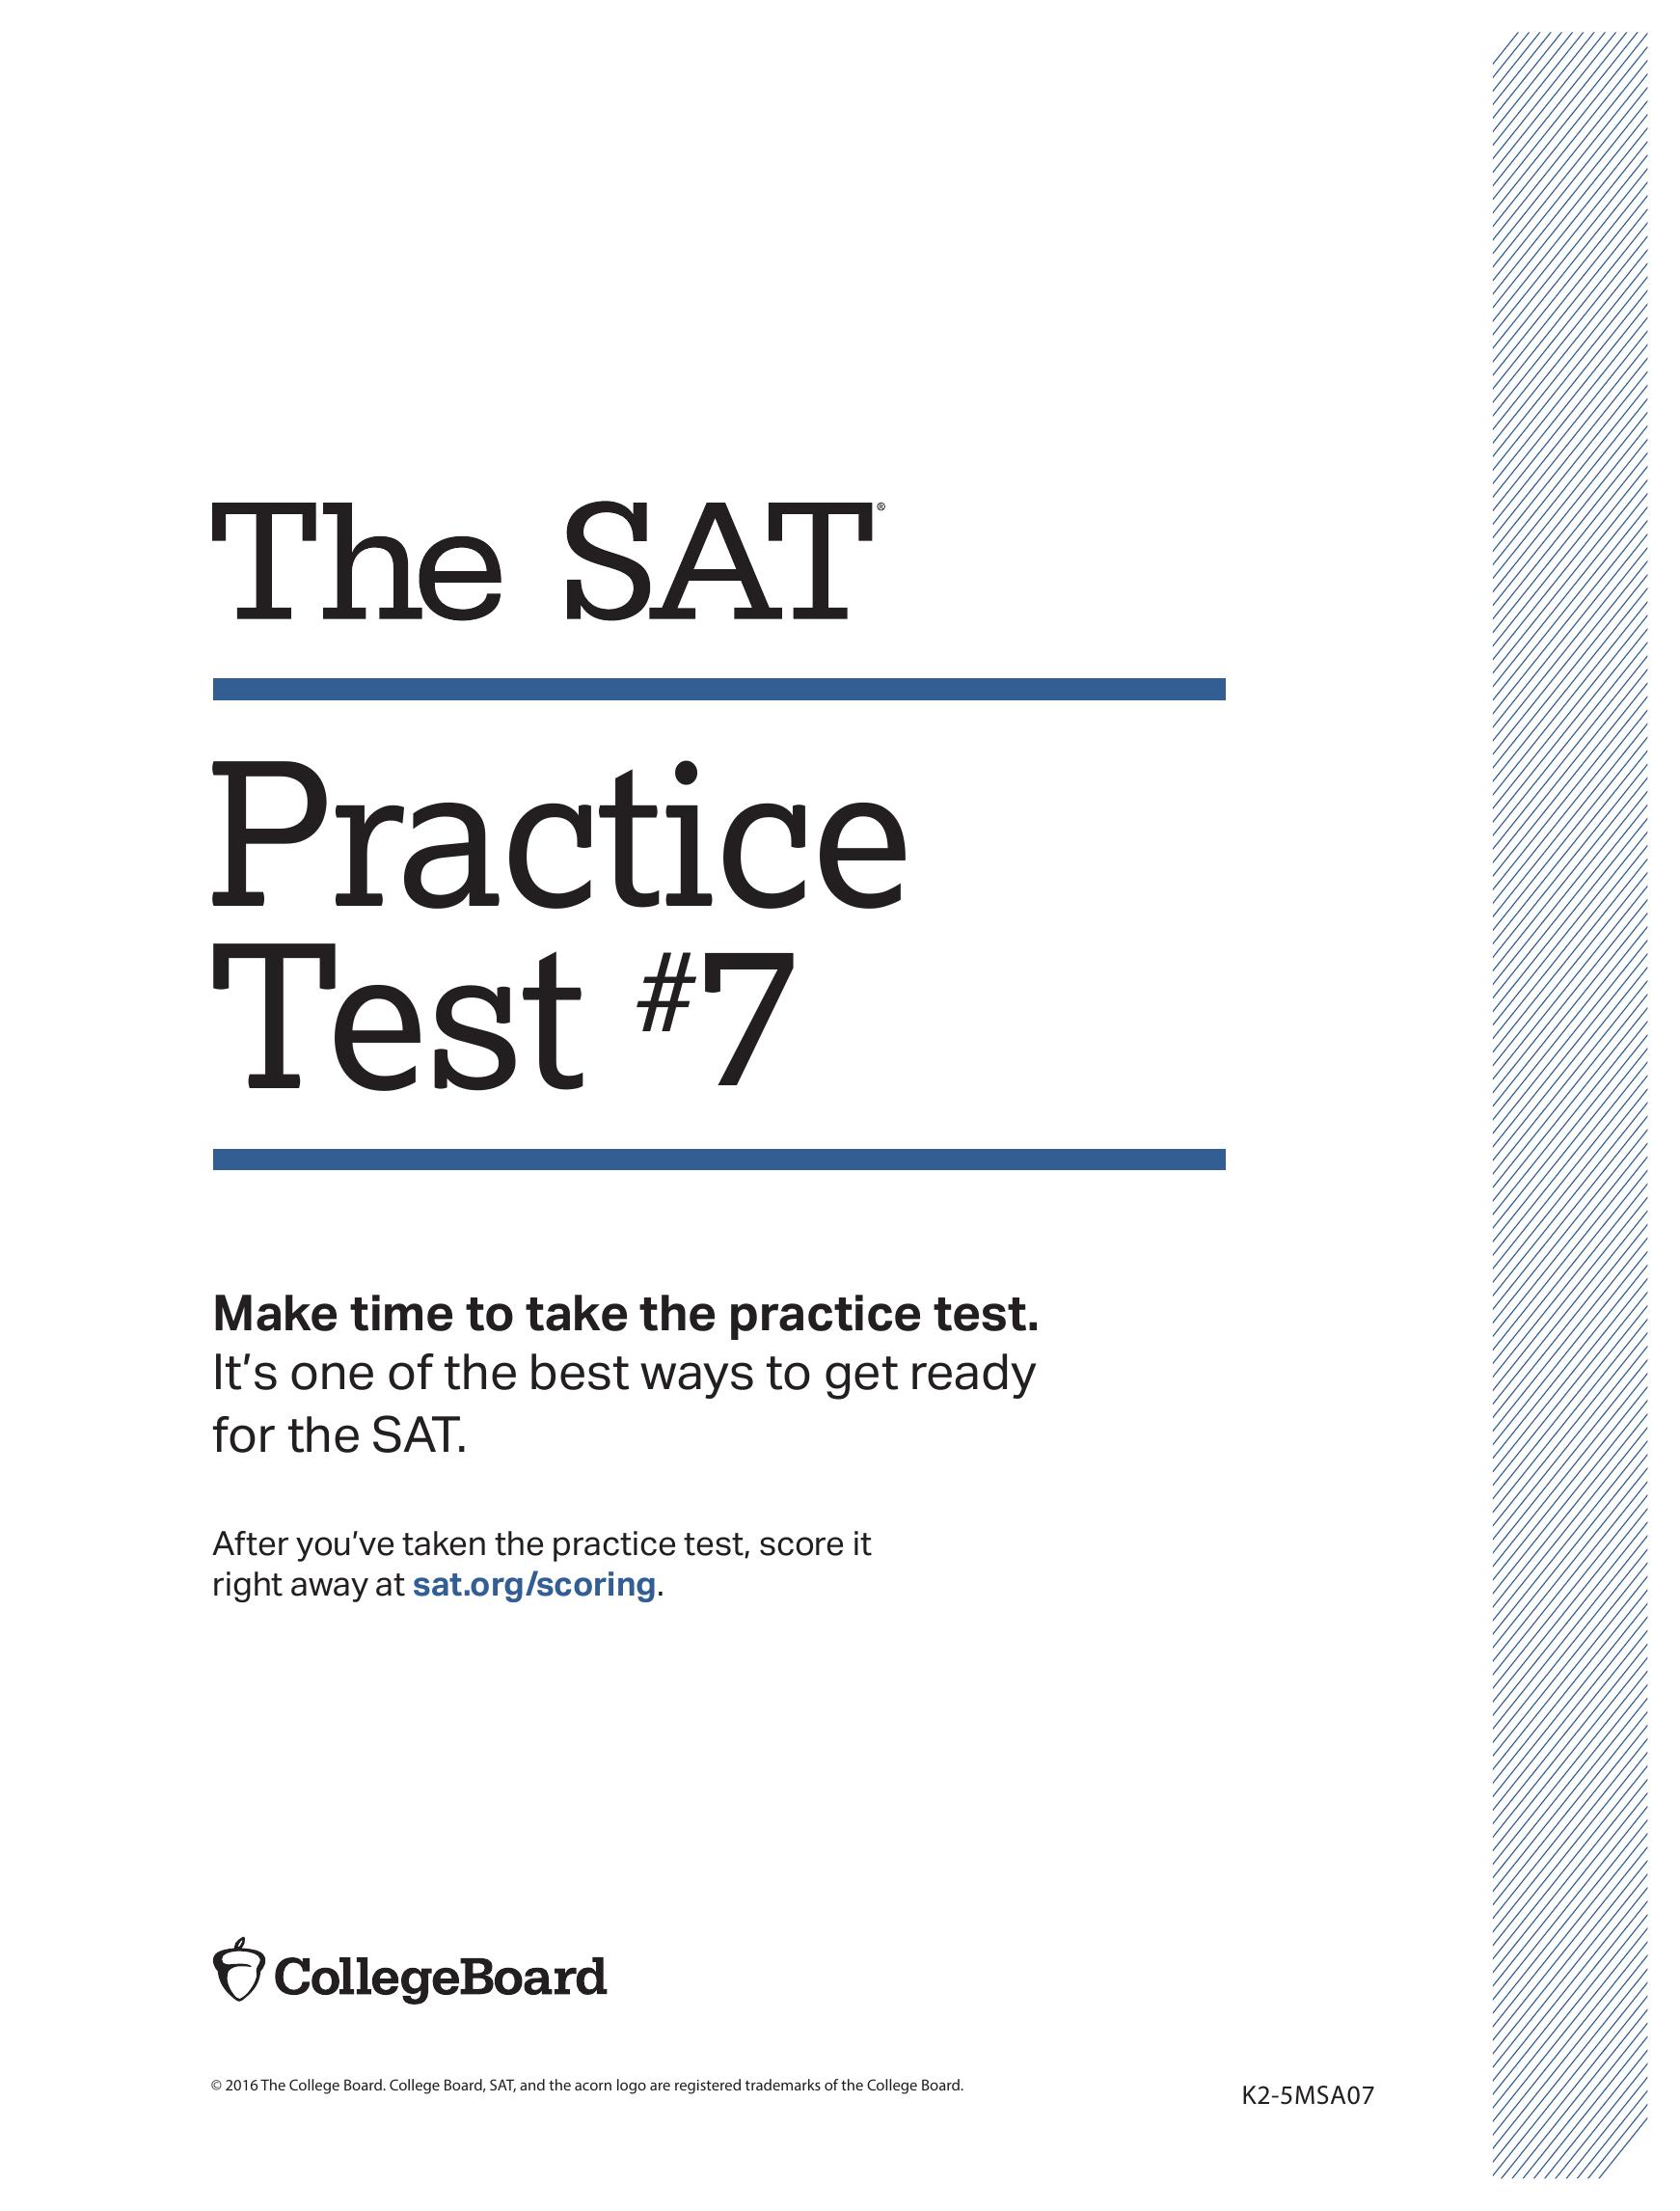 The SAT®
Practice
Test #7
Make time to take the practice test.
It's one of the best ways to get ready
for the SAT.
After you've taken the practice test, score it
right away at sat.org/scoring.
CollegeBoard
© 2016 The College Board. College Board, SAT, and the acorn logo are registered trademarks of the College Board.
K2-5MSA07